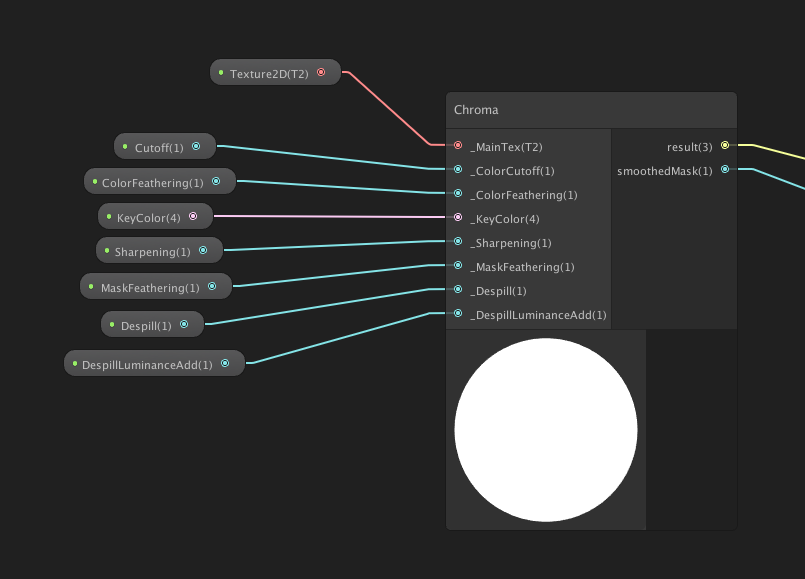 Texture2D(T2)
Cutoff(1)
ColorFeathering(1)
KeyColor(4)
Sharpening(1)
MaskFeathering(1)
Despill(1)
DespillLuminanceAdd(1)
Chroma
_MainTex(T2)
_ColorCutoff(1)
_ColorFeathering(1)
_KeyColor(4)
_Sharpening(1)
_MaskFeathering(1)
_Despill(1)
_DespillLuminanceAdd(1)
result(3)
smoothedMask(1)